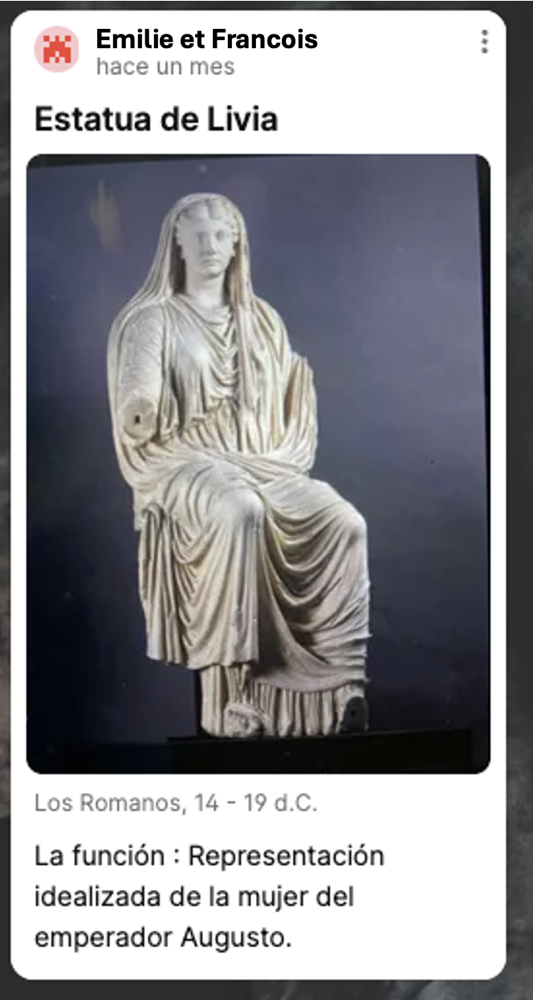 Emilie et Francois
hace un mes
Estatua de Livia
Los Romanos, 14 - 19 d.C.
La función : Representación
idealizada de la mujer del
emperador Augusto.